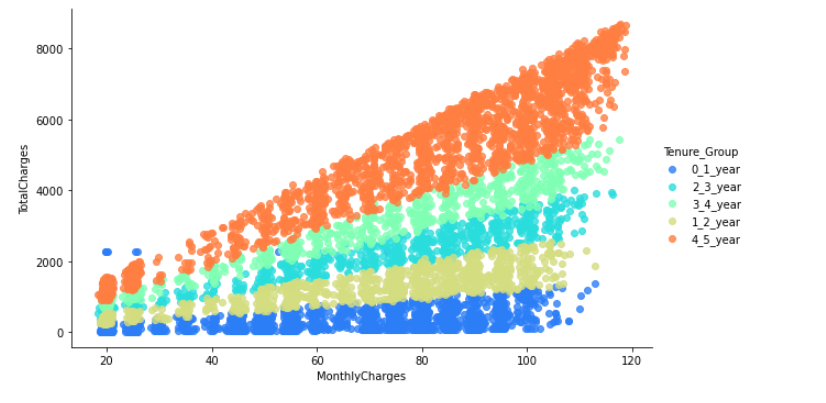 8000
6000
4000
2000
0
TotalCharges
20
40
60
80
100
120
MonthlyCharges
Tenure_Group
0_1_year
2_3_year
3_4_year
1_2_year
4_5_year